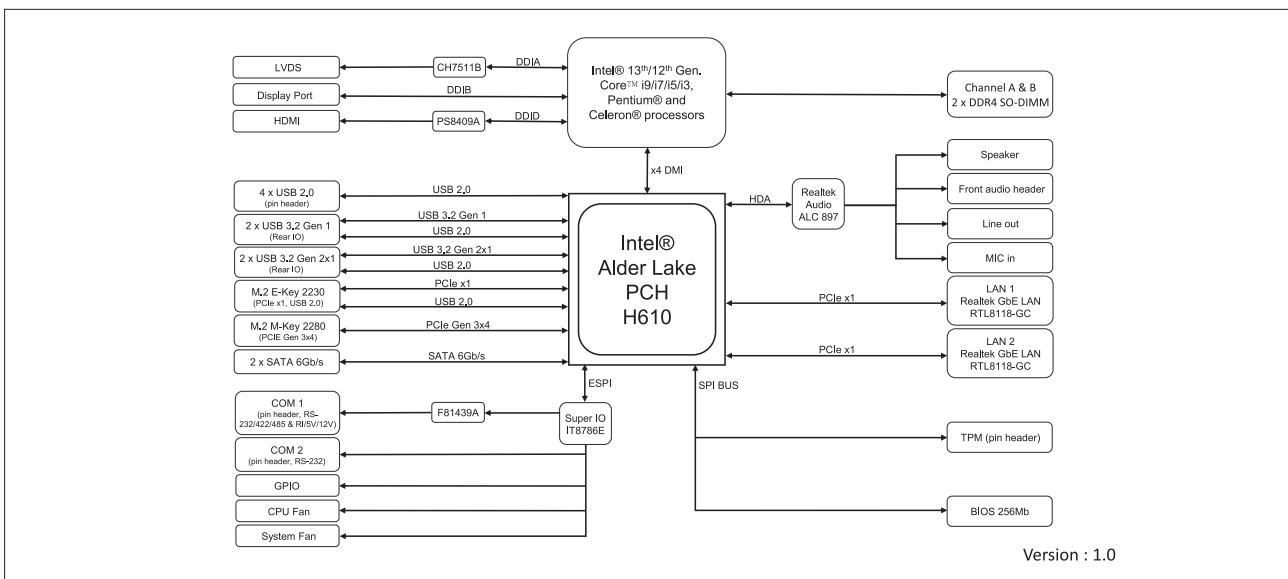 LVDS
CH7511B
DDIA
Display Port
DDIB
HDMI
PS8409A
DDID
Intel® 13th/12th Gen.
Core™ i9/i7/i5/i3,
Pentium® and
Celeron® processors
Channel A & B
2 x DDR4 SO-DIMM
x4 DMI
4 x USB 2.0
(pin header)
USB 2.0
2 x USB 3.2 Gen 1
(Rear IO)
USB 3.2 Gen 1
USB 2.0
2 x USB 3.2 Gen 2x1
(Rear IO)
USB 3.2 Gen 2x1
USB 2.0
M.2 E-Key 2230
(PCIe x1, USB 2.0)
PCIe x1
USB 2.0
M.2 M-Key 2280
(PCIE Gen 3x4)
PCIe Gen 3x4
2 x SATA 6Gb/s
SATA 6Gb/s
Intel®
Alder Lake
PCH
H610
HDA
Realtek
Audio
ALC 897
Speaker
Front audio header
Line out
MIC in
PCIe x1
LAN 1
Realtek GbE LAN
RTL8118-GC
PCIe x1
LAN 2
Realtek GbE LAN
RTL8118-GC
ESPI
SPI BUS
COM 1
(pin header, RS-
232/422/485 & RI/5V/12V)
F81439A
Super IO
IT8786E
COM 2
(pin header, RS-232)
GPIO
CPU Fan
System Fan
TPM (pin header)
BIOS 256Mb
Version : 1.0